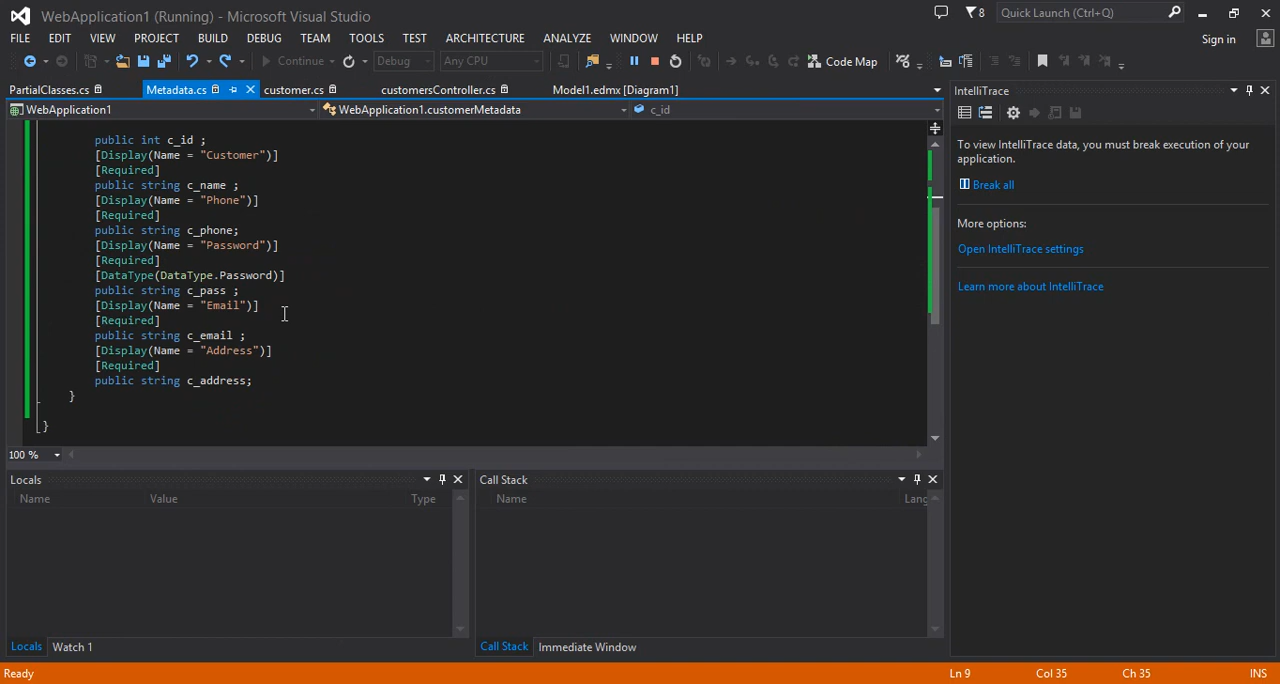 WebApplication1 (Running) - Microsoft Visual Studio
8
Quick Launch (Ctrl+Q)
FILE EDIT VIEW PROJECT BUILD DEBUG TEAM TOOLS TEST ARCHITECTURE ANALYZE WINDOW HELP
Sign in
Continue Debug Any CPU Code Map
PartialClasses.cs Metadata.cs customer.cs customersController.cs Model1.edmx [Diagram1]
WebApplication1 WebApplication1.customerMetadata c_id
public int c_id ;
[Display(Name = "Customer")]
[Required]
public string c_name ;
[Display(Name = "Phone")]
[Required]
public string c_phone;
[Display(Name = "Password")]
[Required]
[DataType(DataType.Password)]
public string c_pass ;
[Display(Name = "Email")]
[Required]
public string c_email ;
[Display(Name = "Address")]
[Required]
public string c_address;
}
}
100 %
IntelliTrace
To view IntelliTrace data, you must break execution of your
application.
Break all
More options:
Open IntelliTrace settings
Learn more about IntelliTrace
Locals
Name Value Type
Locals Watch 1
Call Stack
Name Lang
Call Stack Immediate Window
Ready Ln 9 Col 35 Ch 35 INS